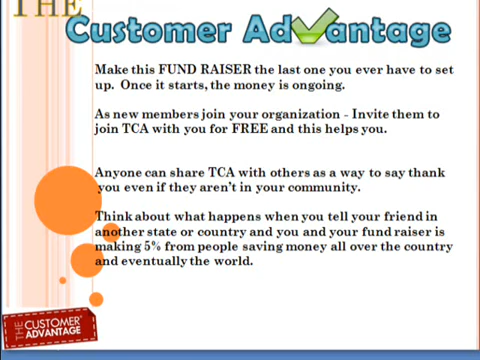 THE
Customer Advantage
Make this FUND RAISER the last one you ever have to set
up. Once it starts, the money is ongoing.
As new members join your organization - Invite them to
join TCA with you for FREE and this helps you.
Anyone can share TCA with others as a way to say thank
you even if they aren't in your community.
Think about what happens when you tell your friend in
another state or country and you and your fund raiser is
making 5% from people saving money all over the country
and eventually the world.
THE CUSTOMER
ADVANTAGE